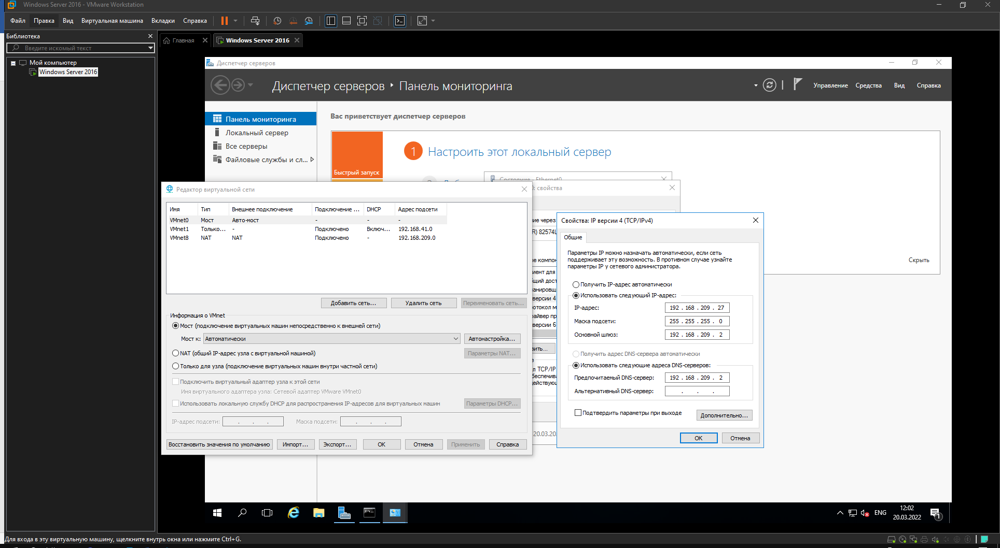 Windows Server 2016 - VMware Workstation
Файл Правка Вид Виртуальная машина Вкладки Справка
Библиотека
Введите искомый текст
Мой компьютер
Windows Server 2016
Главная
Windows Server 2016
Диспетчер серверов
Диспетчер серверов Панель мониторинга
Управление Средства Вид Справка
Панель мониторинга
Локальный сервер
Все серверы
Файловые службы и сл...
Вас приветствует диспетчер серверов
Быстрый запуск
1 Настроить этот локальный сервер
Скрыть
Состояние - Ethernet0
свойства
Редактор виртуальной сети
Имя Тип Внешнее подключение Подключение ... DHCP Адрес подсети
VMnet0 Мост Авто-мост - - -
VMnet1 Только... - Подключено Включ... 192.168.41.0
VMnet8 NAT NAT Подключено - 192.168.209.0
Добавить сеть... Удалить сеть Переименовать сеть...
Информация о VMnet
Мост (подключение виртуальных машин непосредственно к внешней сети)
Мост к: Автоматически Автонастройка...
NAT (общий IP-адрес узла с виртуальной машиной) Параметры NAT...
Только для узла (подключение виртуальных машин внутри частной сети)
Подключить виртуальный адаптер узла к этой сети
Имя виртуального адаптера узла: Сетевой адаптер VMware VMnet0
Использовать локальную службу DHCP для распространения IP-адресов для виртуальных машин Параметры DHCP...
IP-адрес подсети: . . . Маска подсети: . . .
Восстановить значения по умолчанию Импорт... Экспорт... ОК Отмена Применить Справка
ие через
R) 82574L
ие компон
иент для
бщий дост
ланировщ
версии 4
ротокол м
райвер пр
версии 6
вить...
л TCP/IP
беспечива
действующ
20.03.20
Свойства: IP версии 4 (TCP/IPv4)
Общие
Параметры IP можно назначать автоматически, если сеть
поддерживает эту возможность. В противном случае узнайте
параметры IP у сетевого администратора.
Получить IP-адрес автоматически
Использовать следующий IP-адрес:
IP-адрес: 192 . 168 . 209 . 27
Маска подсети: 255 . 255 . 255 . 0
Основной шлюз: 192 . 168 . 209 . 2
Получить адрес DNS-сервера автоматически
Использовать следующие адреса DNS-серверов:
Предпочитаемый DNS-сервер: 192 . 168 . 209 . 2
Альтернативный DNS-сервер: . . .
Подтвердить параметры при выходе Дополнительно...
ОК Отмена
ENG
12:02
20.03.2022
1
Для входа в эту виртуальную машину, щелкните внутрь окна или нажмите Ctrl+G.